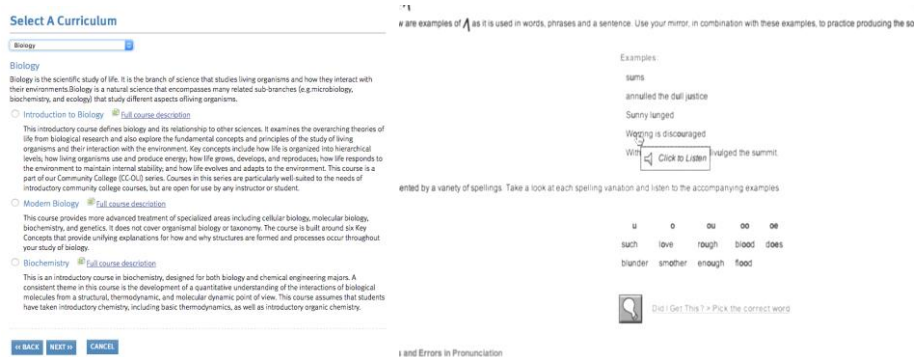 Select A Curriculum
Biology
Biology
Biology is the scientific study of life. It is the branch of science that studies living organisms and how they interact with
their environments.Biology is a natural science that encompasses many related sub-branches (e.g.microbiology,
biochemistry, and ecology) that study different aspects ofliving organisms.
Introduction to Biology Full course description
This introductory course defines biology and its relationship to other sciences. It examines the overarching theories of
life from biological research and also explore the fundamental concepts and principles of the study of living
organisms and their interaction with the environment. Key concepts include how life is organized into hierarchical
levels; how living organisms use and produce energy; how life grows, develops, and reproduces; how life responds to
the environment to maintain internal stability; and how life evolves and adapts to the environment. This course is a
part of our Community College (CC-OLI) series. Courses in this series are particularly well-suited to the needs of
introductory community college courses, but are open for use by any instructor or student.
Modern Biology Full course description
This course provides more advanced treatment of specialized areas including cellular biology, molecular biology,
biochemistry, and genetics. It does not cover organismal biology or taxonomy. The course is built around six Key
Concepts that provide unifying explanations for how and why structures are formed and processes occur throughout
your study of biology.
Biochemistry Full course description
This is an introductory course in biochemistry, designed for both biology and chemical engineering majors. A
consistent theme in this course is the development of a quantitative understanding of the interactions of biological
molecules from a structural, thermodynamic, and molecular dynamic point of view. This course assumes that students
have taken introductory chemistry, including basic thermodynamics, as well as introductory organic chemistry.
<< BACK NEXT >> CANCEL
w are examples of ʌ as it is used in words, phrases and a sentence. Use your mirror, in combination with these examples, to practice producing the so
Examples:
sums
annulled the dull justice
Sunny lunged
is discouraged
With Click to Listen ivulged the summit.
ented by a variety of spellings. Take a look at each spelling variation and listen to the accompanying examples
u o ou oo oe
such love rough blood does
blunder smother enough flood
Did I Get This? > Pick the correct word
s and Errors in Pronunciation